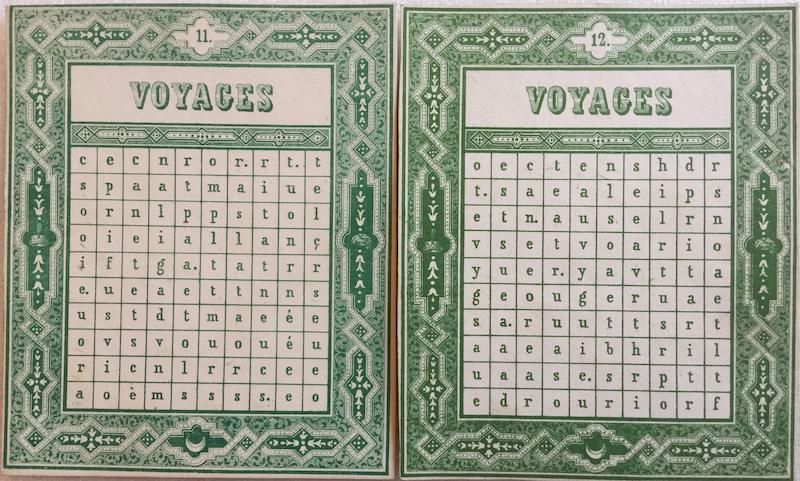 11.
VOYAGES
c e c n r o r. r t. t
s p a a t m a i u e
o r n l p p s t o l
o i e i a l l a n ç
i f t g a. t a t r r
e. u e a e t t n n s
u s t d t m a e é e
o v s v o u o u é u
r i c n l r r c e e
a o è m s s s s. e o
12.
VOYAGES
o e c t e n s h d r
t. s a e a l e i p s
e t n. a u s e l r n
v s e t v o a r i o
y u e r. y a v t t a
g e o u g e r u a e
s a. r u u t t s r t
a d e a i b h r i l
u a a s e. s r p t t
e d r o u r i o r f